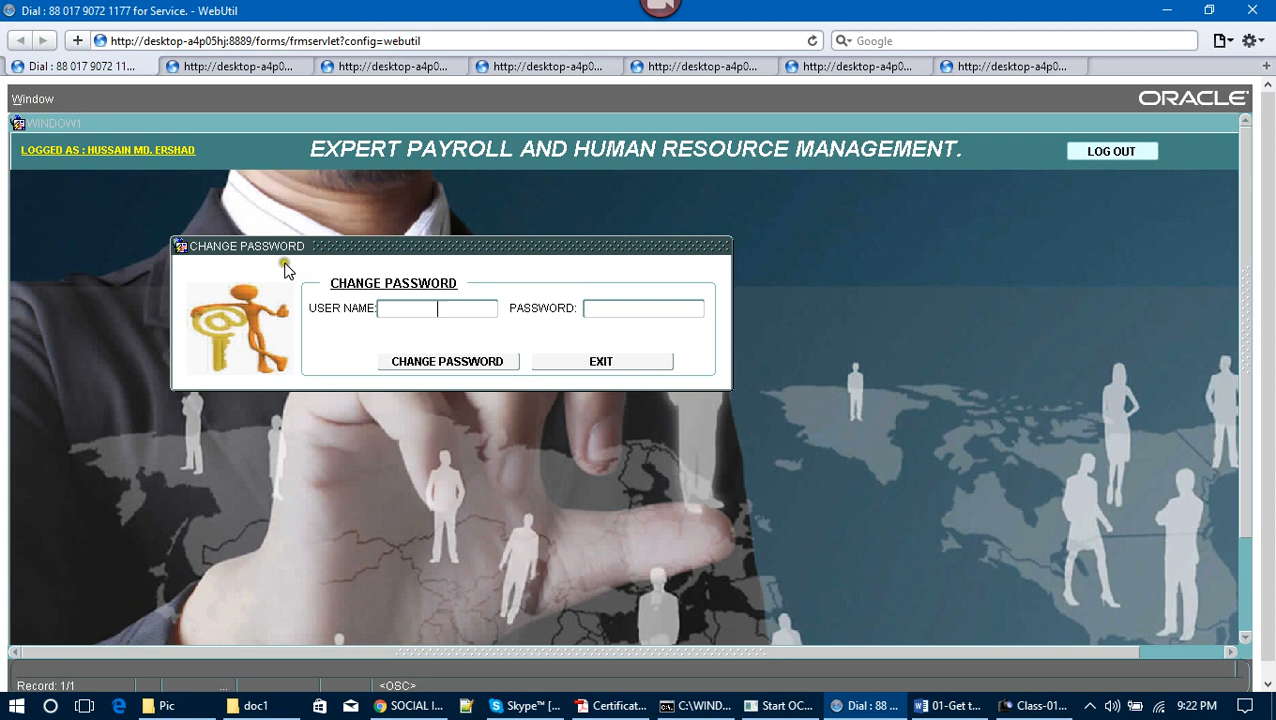 Dial : 88 017 9072 1177 for Service. - WebUtil
http://desktop-a4p05hj:8889/forms/frmservlet?config=webutil
Google
Dial : 88 017 9072 11... http://desktop-a4p0... http://desktop-a4p0... http://desktop-a4p0... http://desktop-a4p0... http://desktop-a4p0... http://desktop-a4p0...
Window
ORACLE
WINDOW1
LOGGED AS : HUSSAIN MD. ERSHAD
EXPERT PAYROLL AND HUMAN RESOURCE MANAGEMENT.
LOG OUT
CHANGE PASSWORD
CHANGE PASSWORD
USER NAME: PASSWORD:
CHANGE PASSWORD EXIT
Record: 1/1 ... <OSC>
Pic doc1 SOCIAL I... Skype™ [... Certificat... C:\WIND... Start OC... Dial : 88 ... 01-Get t... Class-01... 9:22 PM